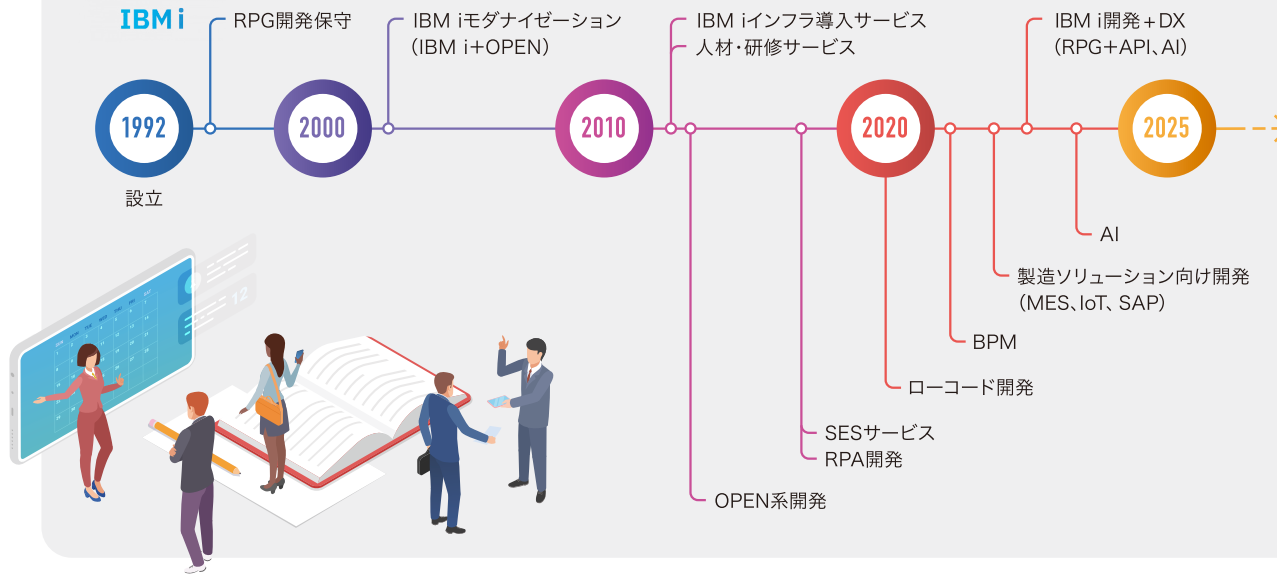 IBM i
RPG開発保守
IBM iモダナイゼーション
（IBM i+OPEN）
IBM iインフラ導入サービス
人材・研修サービス
IBM i開発+DX
（RPG+API、AI）
1992
2000
2010
2020
2025
設立
AI
製造ソリューション向け開発
（MES、IoT、SAP）
BPM
ローコード開発
SESサービス
RPA開発
OPEN系開発
12